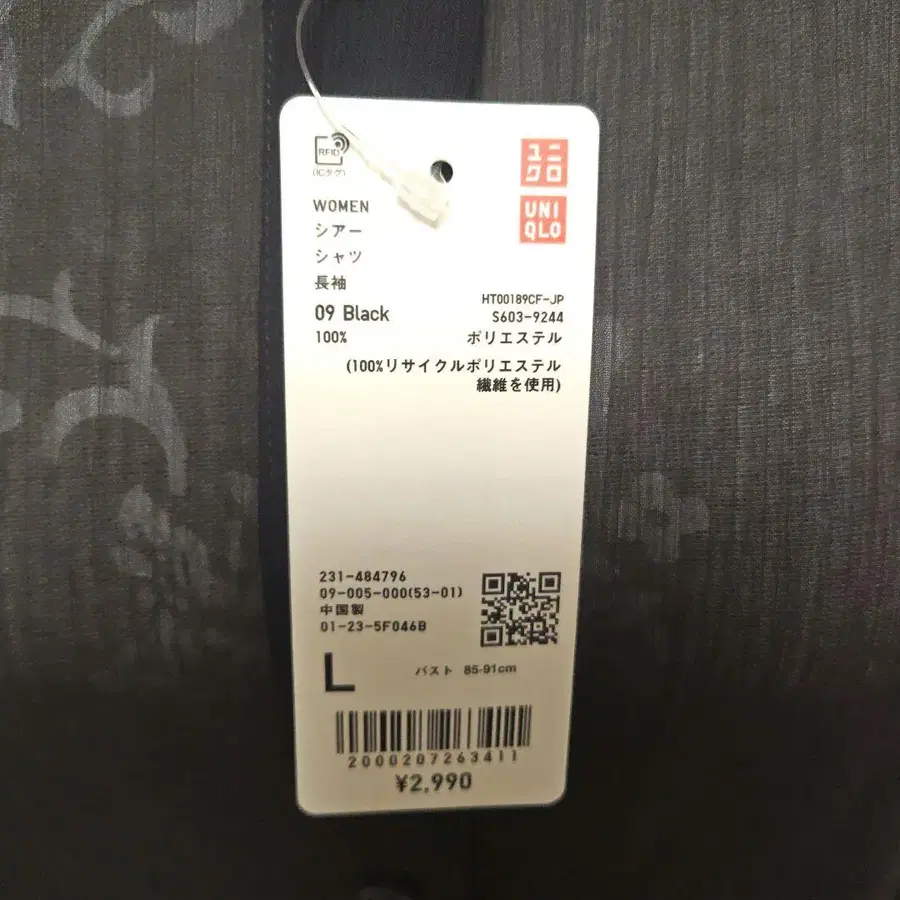 RFID
(ICタグ)
ユニ
クロ
UNI
QLO
WOMEN
シアー
シャツ
長袖
09 Black
HT00189CF-JP
S603-9244
100%
ポリエステル
(100%リサイクルポリエステル
繊維を使用)
231-484796
09-005-000(53-01)
中国製
01-23-5F046B
L
バスト 85-91cm
2000207263411
¥2,990